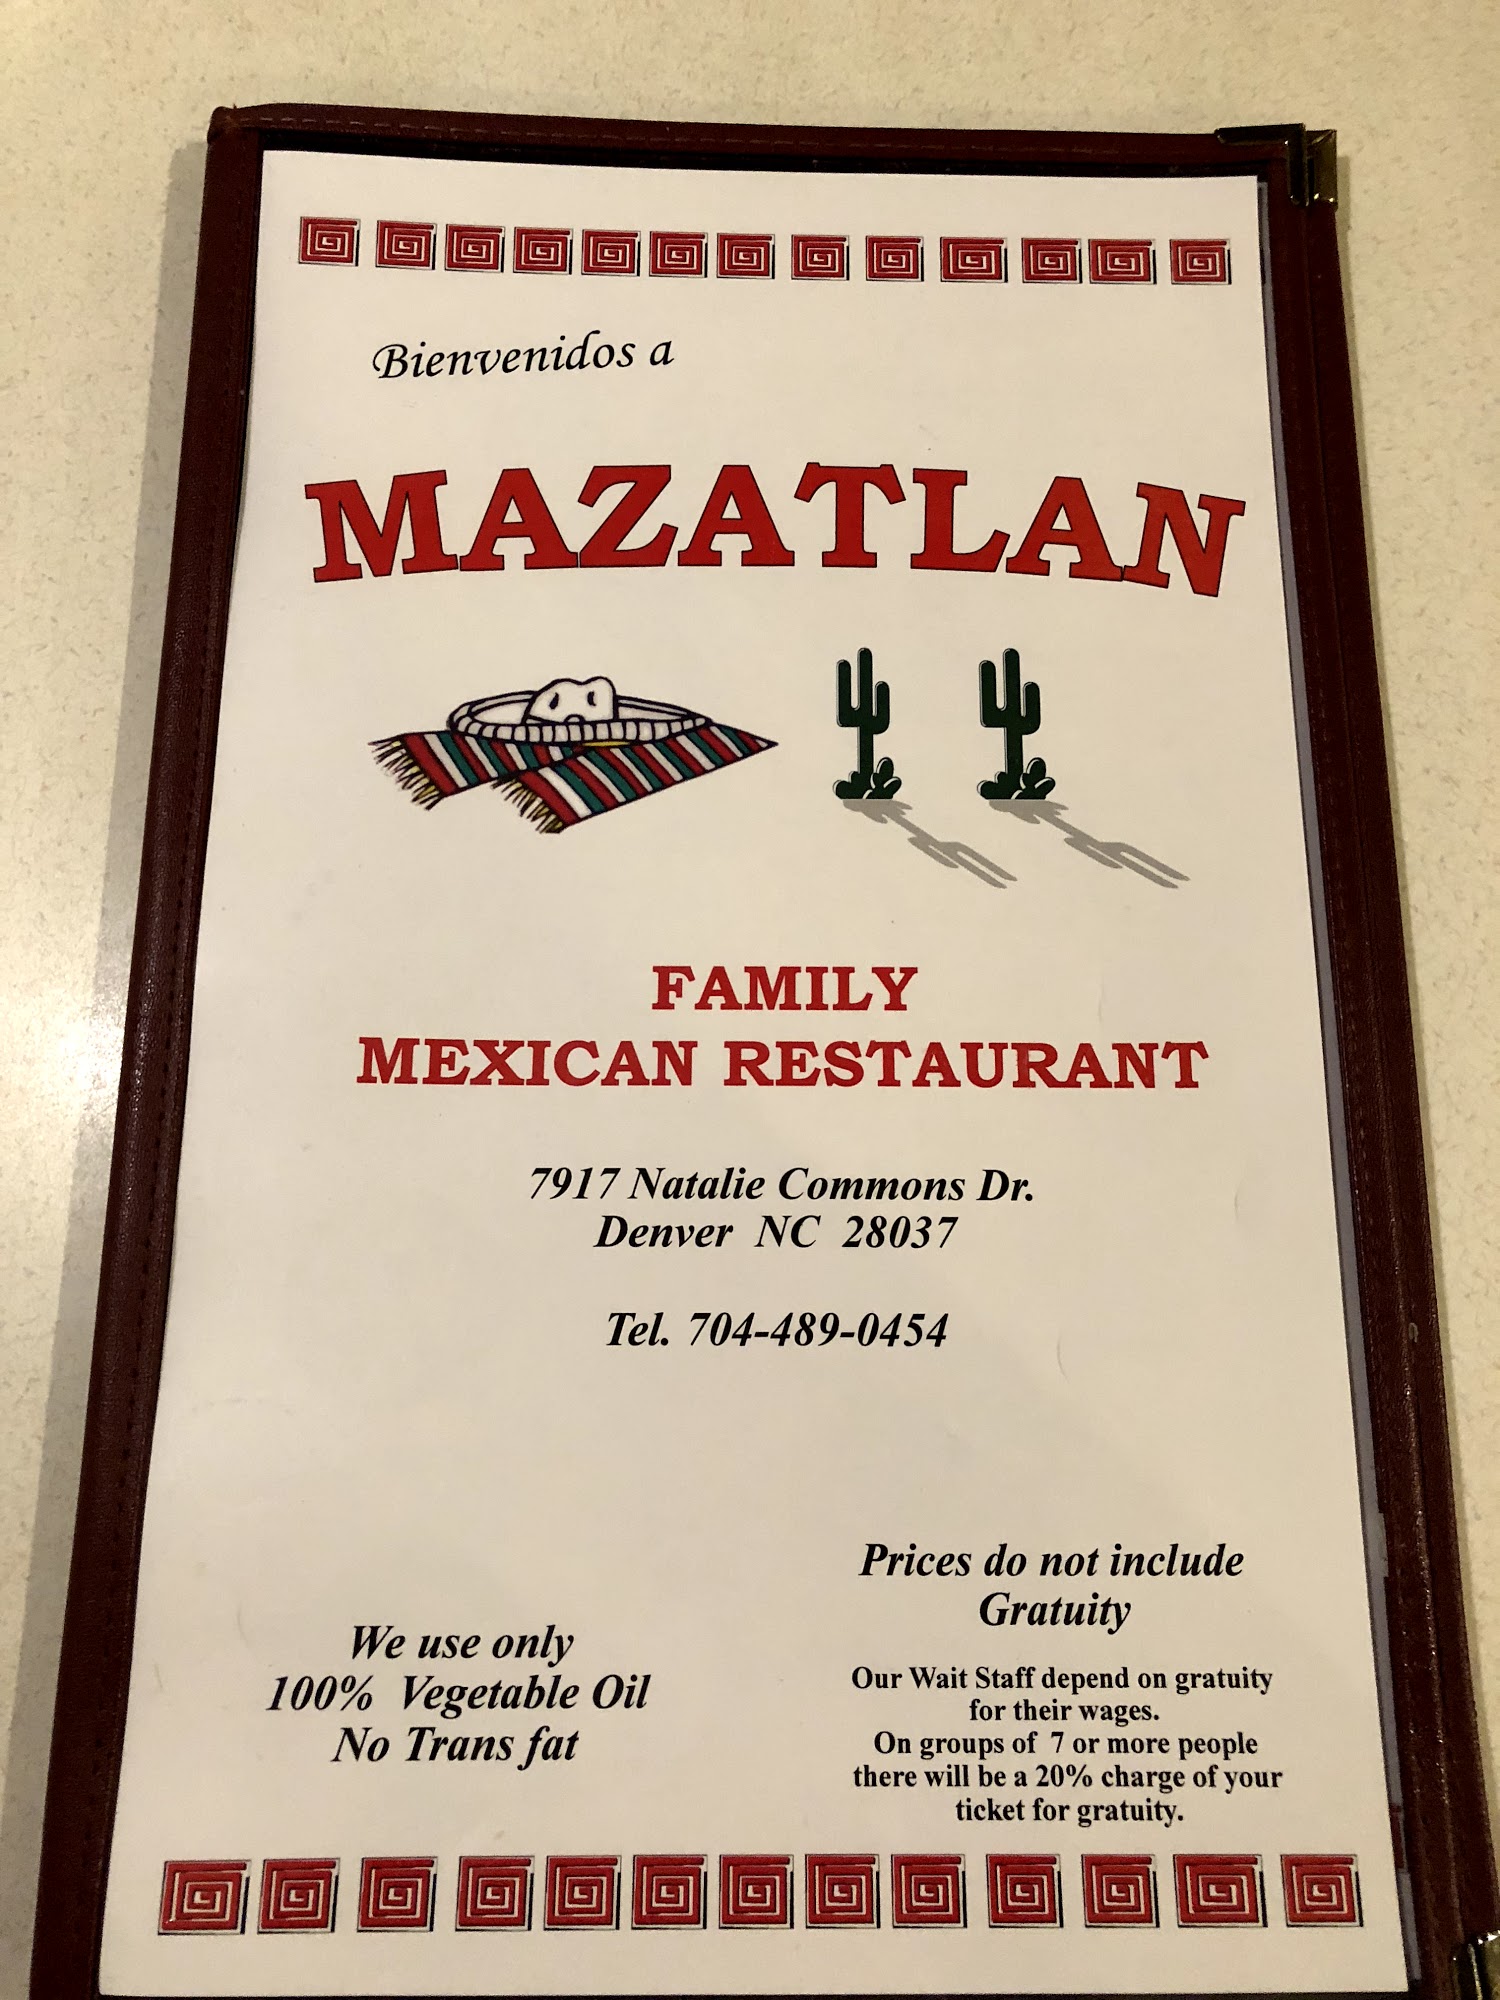 Bienvenidos a
MAZATLAN
FAMILY
MEXICAN RESTAURANT
7917 Natalie Commons Dr.
Denver NC 28037
Tel. 704-489-0454
We use only
100% Vegetable Oil
No Trans fat
Prices do not include
Gratuity
Our Wait Staff depend on gratuity
for their wages.
On groups of 7 or more people
there will be a 20% charge of your
ticket for gratuity.